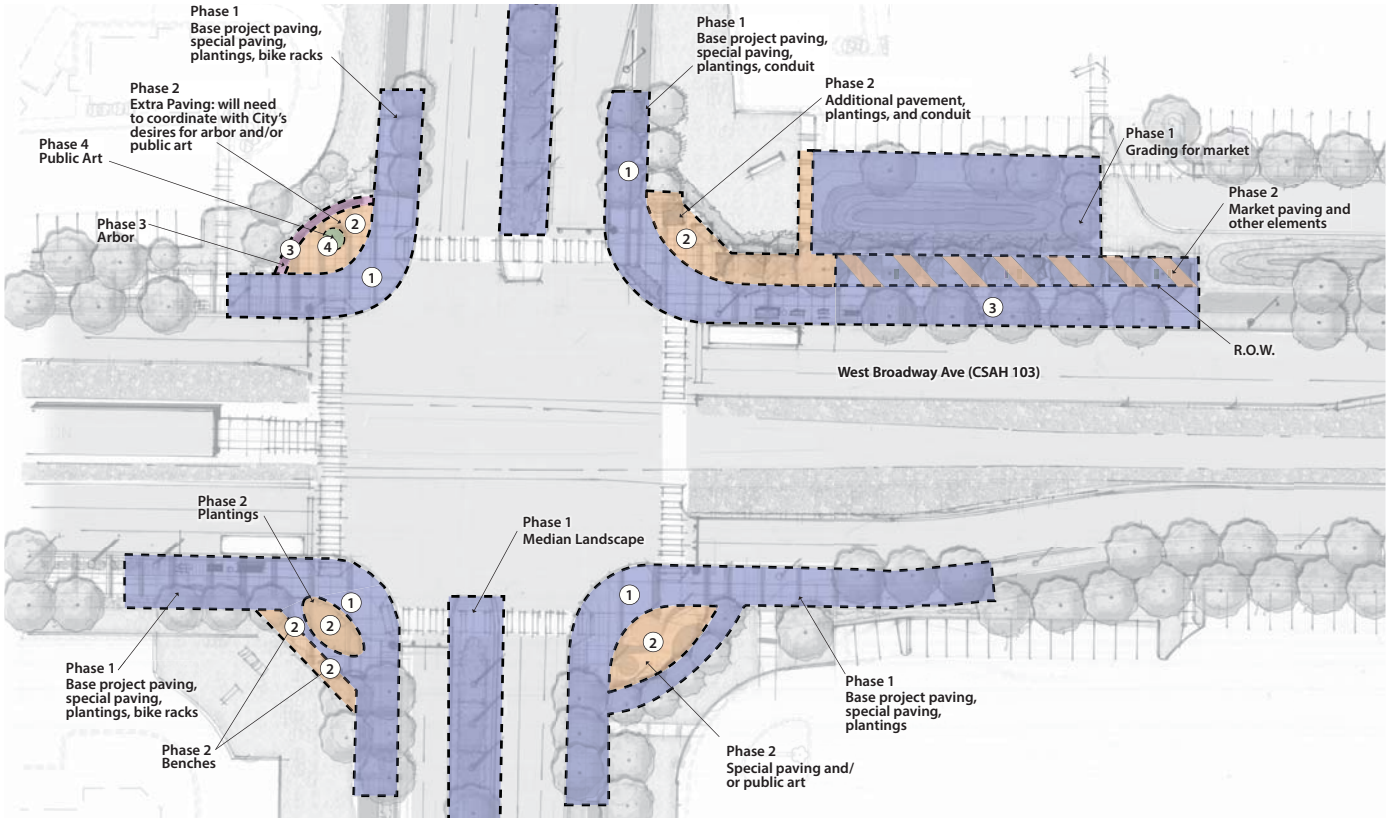 Phase 1
Base project paving,
special paving,
plantings, bike racks
Phase 1
Base project paving,
special paving,
plantings, conduit
Phase 2
Extra Paving: will need
to coordinate with City’s
desires for arbor and/or
public art
Phase 2
Additional pavement,
plantings, and conduit
Phase 4
Public Art
Phase 1
Grading for market
Phase 2
Market paving and
other elements
Phase 3
Arbor
1
2
2
3
4
1
3
R.O.W.
West Broadway Ave (CSAH 103)
Phase 2
Plantings
Phase 1
Median Landscape
1
2
2
2
1
2
Phase 1
Base project paving,
special paving,
plantings, bike racks
Phase 1
Base project paving,
special paving,
plantings
Phase 2
Benches
Phase 2
Special paving and/
or public art